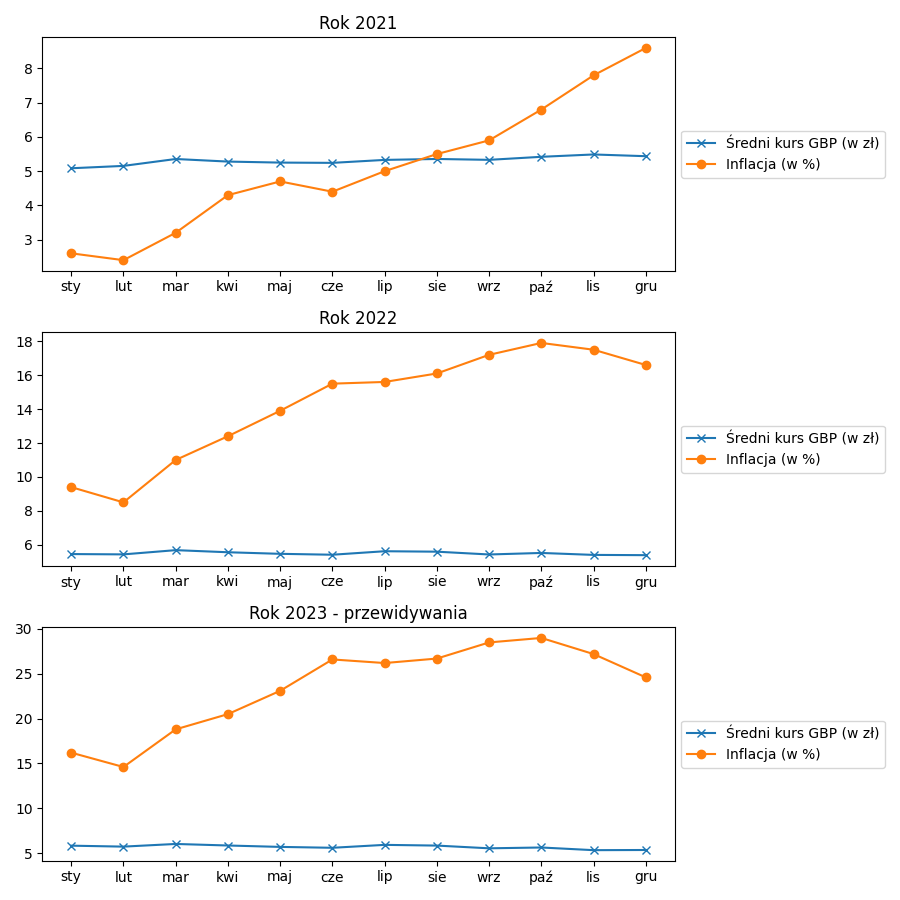 Rok 2021
8
7
6
5
4
3
sty lut mar kwi maj cze lip sie wrz paź lis gru
Średni kurs GBP (w zł)
Inflacja (w %)
Rok 2022
18
16
14
12
10
8
6
sty lut mar kwi maj cze lip sie wrz paź lis gru
Średni kurs GBP (w zł)
Inflacja (w %)
Rok 2023 - przewidywania
30
25
20
15
10
5
sty lut mar kwi maj cze lip sie wrz paź lis gru
Średni kurs GBP (w zł)
Inflacja (w %)